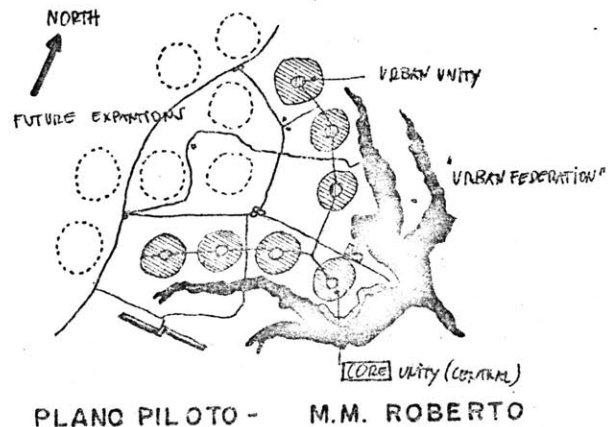 NORTH
URBAN UNITY
FUTURE EXPANTIONS
"URBAN FEDERATION"
CORE UNITY (CENTRAL)
PLANO PILOTO - M.M. ROBERTO